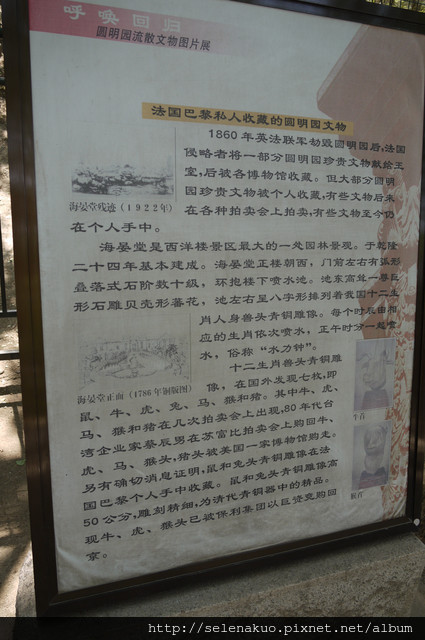 呼唤回归
圆明园流散文物图片展
法国巴黎私人收藏的圆明园文物
1860年英法联军劫毁圆明园后,法国
侵略者将一部分圆明园珍贵文物献给王
室,后被各博物馆收藏。但大部分圆明
园珍贵文物被个人收藏,有些文物后来
在各种拍卖会上拍卖,有些文物至今仍
在个人手中。
海晏堂残迹(1922年)
海晏堂是西洋楼景区最大的一处园林景观。于乾隆
二十四年基本建成。海晏堂正楼朝西,门前左右有弧形
叠落式石阶数十级,环抱楼下喷水池。池东高耸一尊巨
形石雕贝壳形蕃花,池左右呈八字形排列着我国十二生
肖人身兽头青铜雕像。每个时辰由相
应的生肖依次喷水,正午时分一起喷
水,俗称“水力钟”。
海晏堂正面(1786年铜版图)
十二生肖兽头青铜雕
像,在国外发现七枚,即
鼠、牛、虎、兔、马、猴和猪。其中牛、虎、
马、猴和猪在几次拍卖会上出现,80年代台
湾企业家蔡辰男在苏富比拍卖会上购回牛、
虎、马、猴头,猪头被美国一家博物馆购走。
另有确切消息证明,鼠和兔头青铜雕像在法
国巴黎个人手中收藏。鼠和兔头青铜雕像高
50公分,雕刻精细,为清代青铜器中的精品。
现牛、虎、猴头已被保利集团以巨资竞购回
京。
牛首
猴首
http://selenakuo.pixnet.net/album